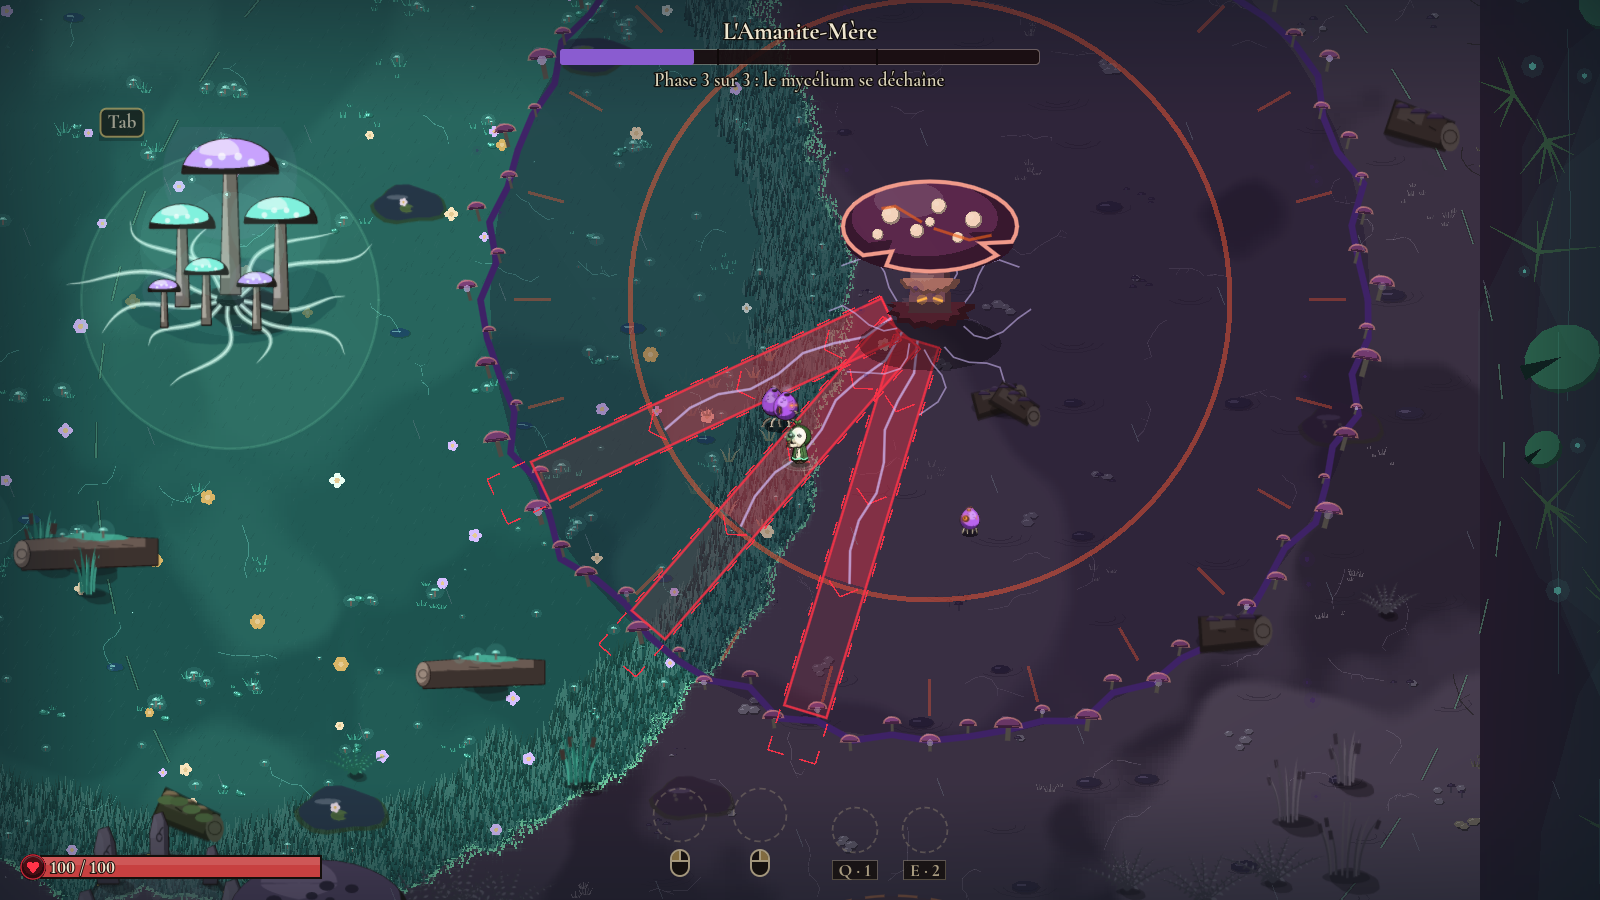 L'Amanite-Mère
Phase 3 sur 3 : le mycélium se déchaîne
Tab
100 / 100
Q · 1
E · 2